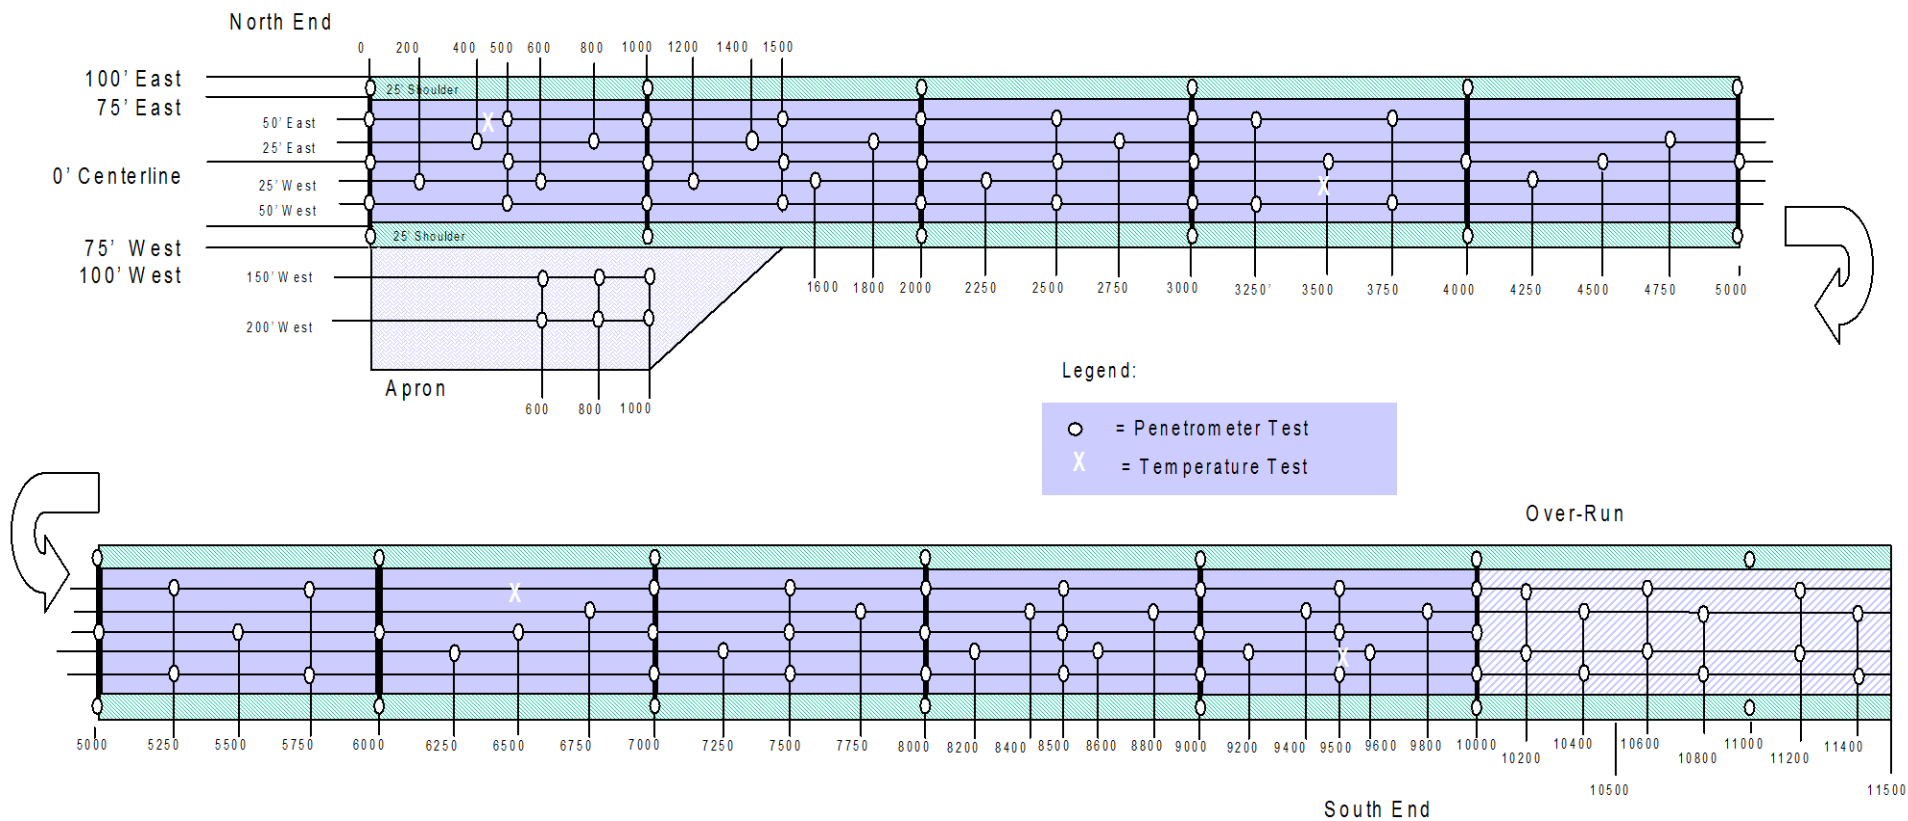 North End
0 200 400 500 600 800 1000 1200 1400 1500
100' East
25' Shoulder
75' East
50' East
25' East
0' Centerline
25' West
50' West
25' Shoulder
75' West
100' West
150' West
200' West
1600 1800 2000 2250 2500 2750 3000 3250' 3500 3750 4000 4250 4500 4750 5000
Apron
600 800 1000
Legend:
= Penetrometer Test
X = Temperature Test
Over-Run
X
X
X
X
5000 5250 5500 5750 6000 6250 6500 6750 7000 7250 7500 7750 8000 8200 8400 8500 8600 8800 9000 9200 9400 9500 9600 9800 10000 10200 10400 10600 10800 11000 11200 11400
10500 11500
South End